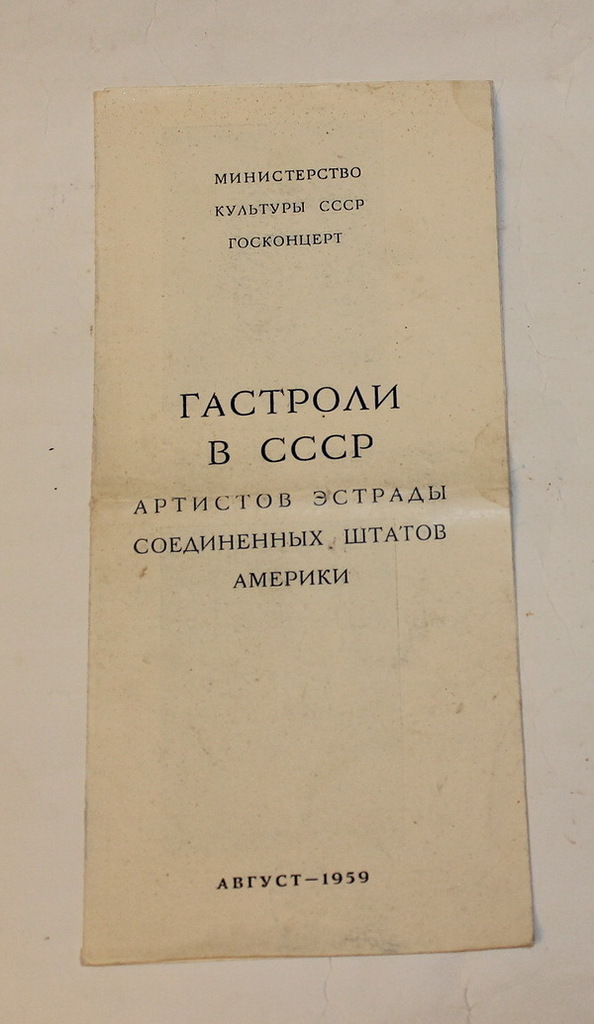 МИНИСТЕРСТВО
КУЛЬТУРЫ СССР
ГОСКОНЦЕРТ
ГАСТРОЛИ
В СССР
АРТИСТОВ ЭСТРАДЫ
СОЕДИНЕННЫХ ШТАТОВ
АМЕРИКИ
АВГУСТ—1959